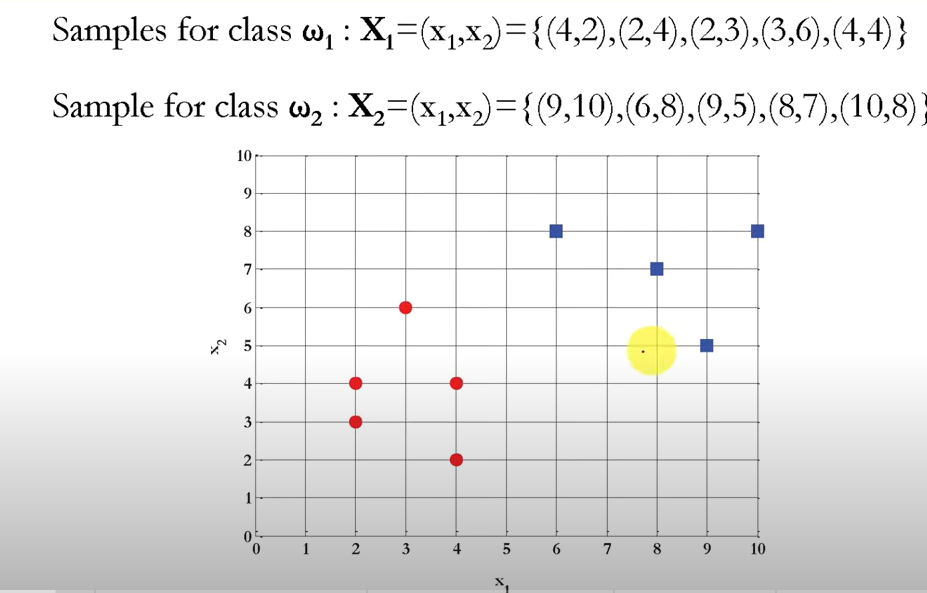 Samples for class ω₁ : X₁=(x₁,x₂)={(4,2),(2,4),(2,3),(3,6),(4,4)}
Sample for class ω₂ : X₂=(x₁,x₂)={(9,10),(6,8),(9,5),(8,7),(10,8)}
10
9
8
7
6
5
4
3
2
1
0
x₂
0 1 2 3 4 5 6 7 8 9 10
x₁